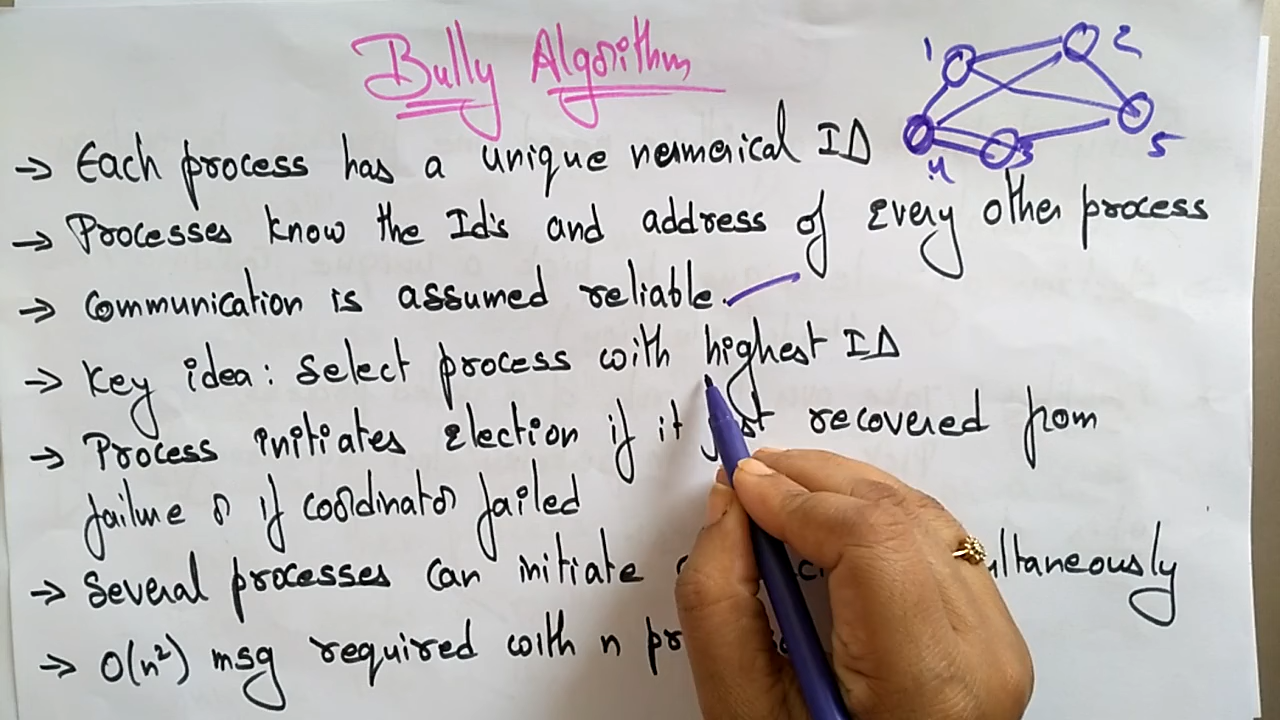 Bully Algorithm
1 2
4 3 5
→ Each process has a unique numerical ID
→ Processes know the Id's and address of every other process
→ Communication is assumed reliable.
→ Key idea: Select process with highest ID
→ Process initiates Election if it just recovered from
failure or if coordinator failed
→ Several processes can initiate ultaneously
→ O(n²) msg required with n pr